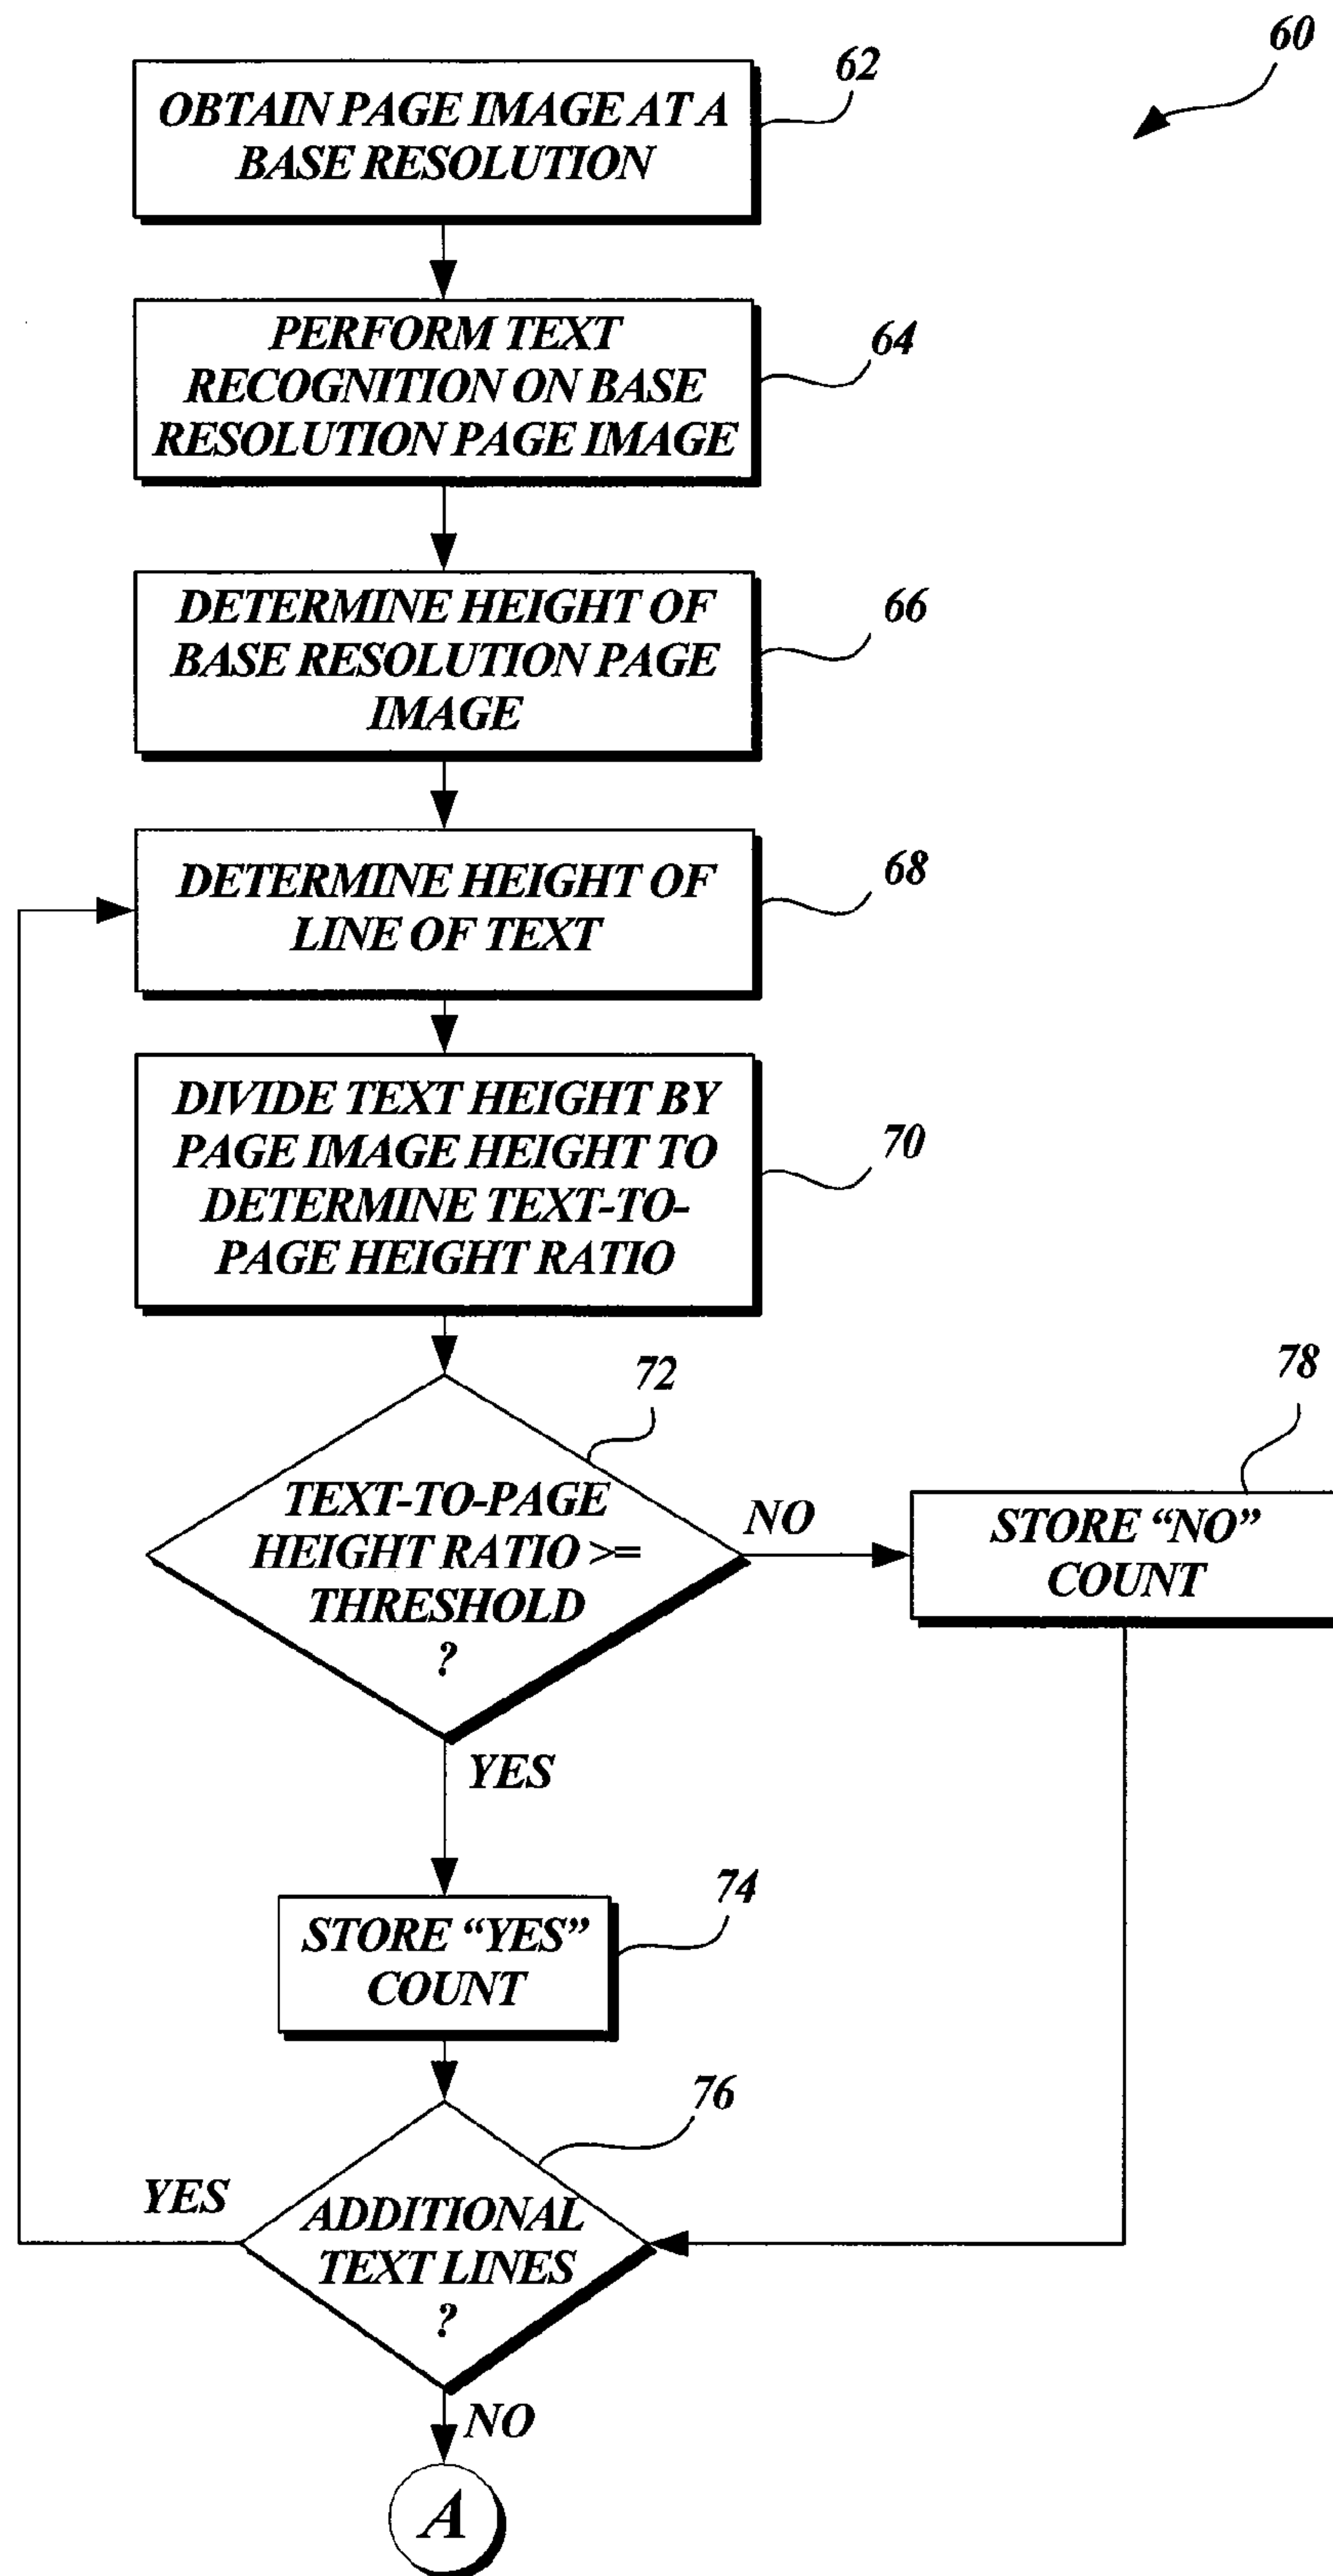 60
OBTAIN PAGE IMAGE AT A
BASE RESOLUTION
62
PERFORM TEXT
RECOGNITION ON BASE
RESOLUTION PAGE IMAGE
64
DETERMINE HEIGHT OF
BASE RESOLUTION PAGE
IMAGE
66
DETERMINE HEIGHT OF
LINE OF TEXT
68
DIVIDE TEXT HEIGHT BY
PAGE IMAGE HEIGHT TO
DETERMINE TEXT-TO-
PAGE HEIGHT RATIO
70
72
TEXT-TO-PAGE
HEIGHT RATIO >=
THRESHOLD
?
NO
78
STORE “NO”
COUNT
YES
74
STORE “YES”
COUNT
76
YES
ADDITIONAL
TEXT LINES
?
NO
A